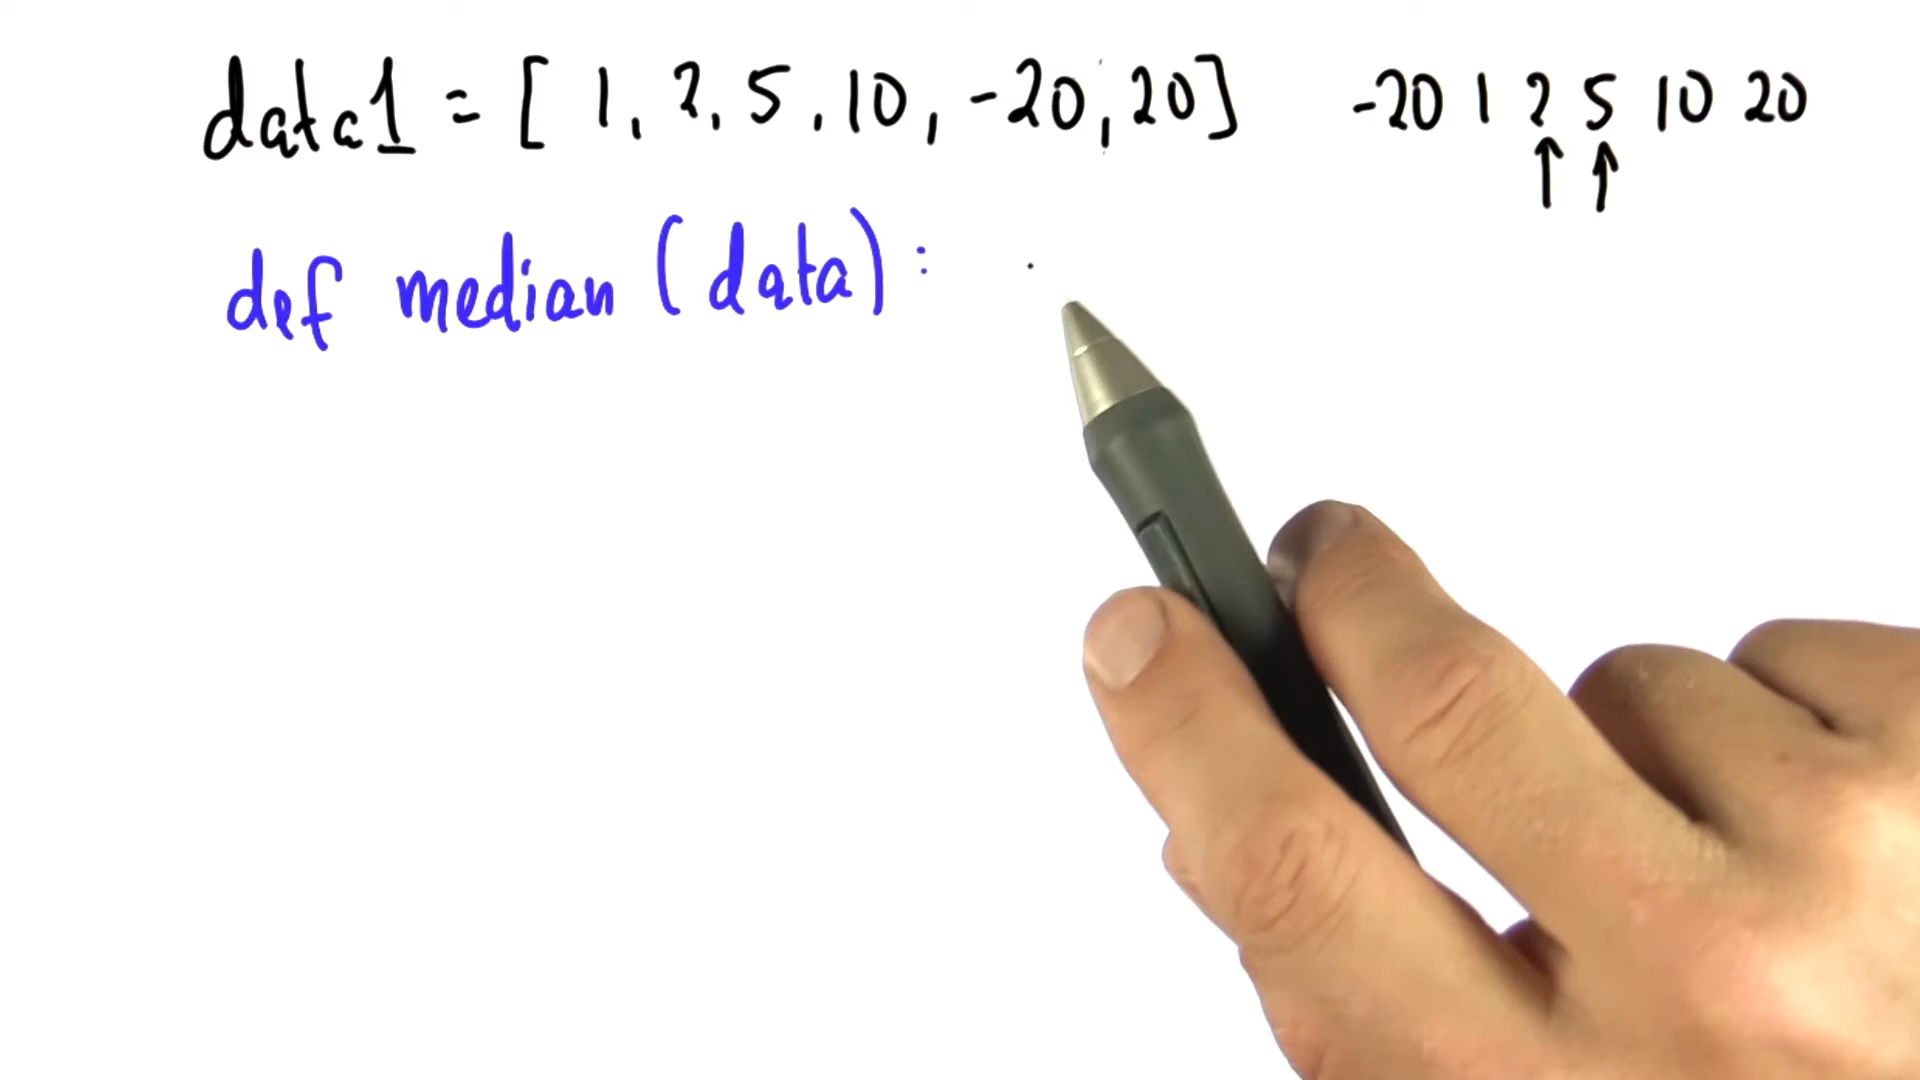 data1 = [ 1, 2, 5, 10, -20, 20] -20 1 2 5 10 20
↑ ↑
def median (data) :